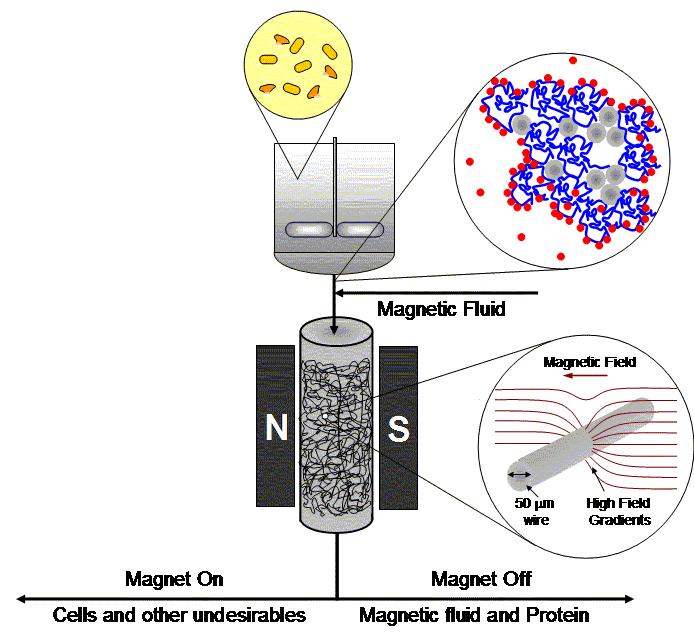 Magnetic Fluid
Magnetic Field
N
S
50 µm
wire
High Field
Gradients
Magnet On
Magnet Off
Cells and other undesirables
Magnetic fluid and Protein